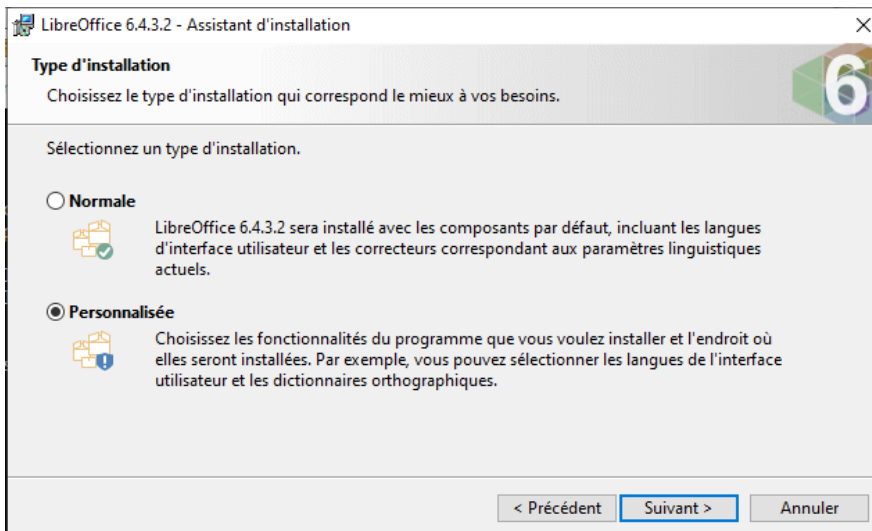 LibreOffice 6.4.3.2 - Assistant d'installation
Type d'installation
Choisissez le type d'installation qui correspond le mieux à vos besoins.
6
Sélectionnez un type d'installation.
Normale
LibreOffice 6.4.3.2 sera installé avec les composants par défaut, incluant les langues
d'interface utilisateur et les correcteurs correspondant aux paramètres linguistiques
actuels.
Personnalisée
Choisissez les fonctionnalités du programme que vous voulez installer et l'endroit où
elles seront installées. Par exemple, vous pouvez sélectionner les langues de l'interface
utilisateur et les dictionnaires orthographiques.
< Précédent Suivant > Annuler